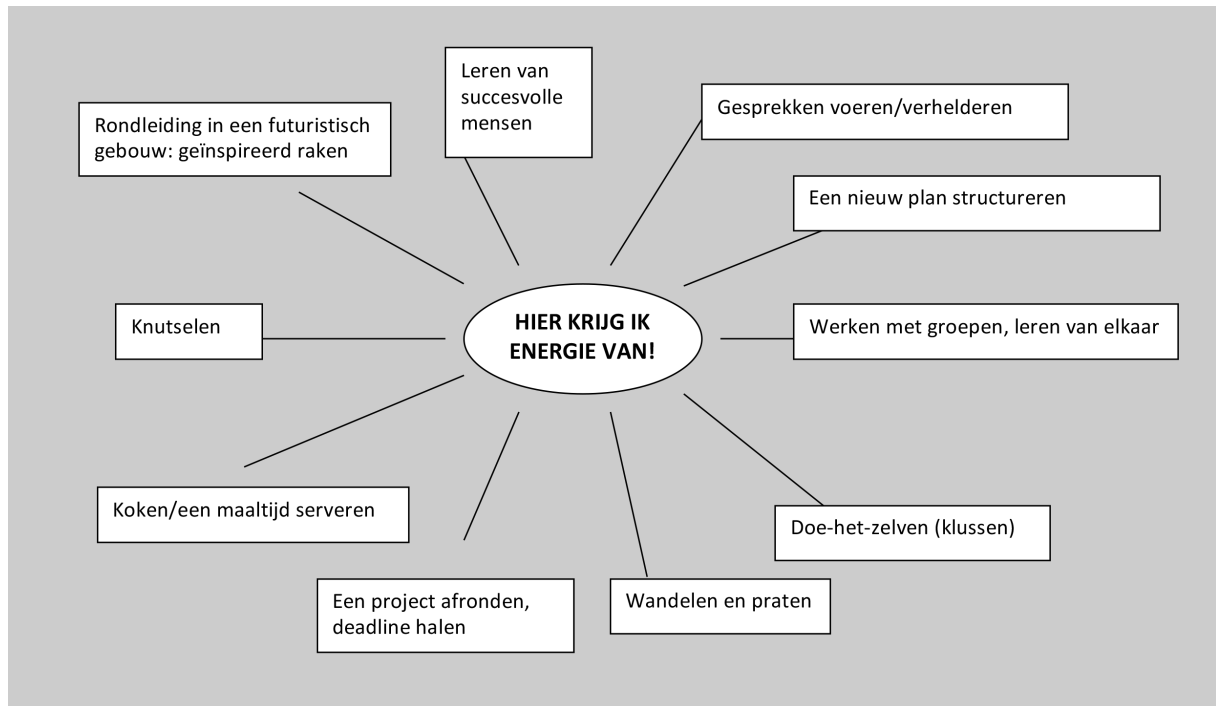 Leren van
succesvolle
mensen
Gesprekken voeren/verhelderen
Rondleiding in een futuristisch
gebouw: geïnspireerd raken
Een nieuw plan structureren
HIER KRIJG IK
ENERGIE VAN!
Knutselen
Werken met groepen, leren van elkaar
Koken/een maaltijd serveren
Doe-het-zelven (klussen)
Een project afronden,
deadline halen
Wandelen en praten